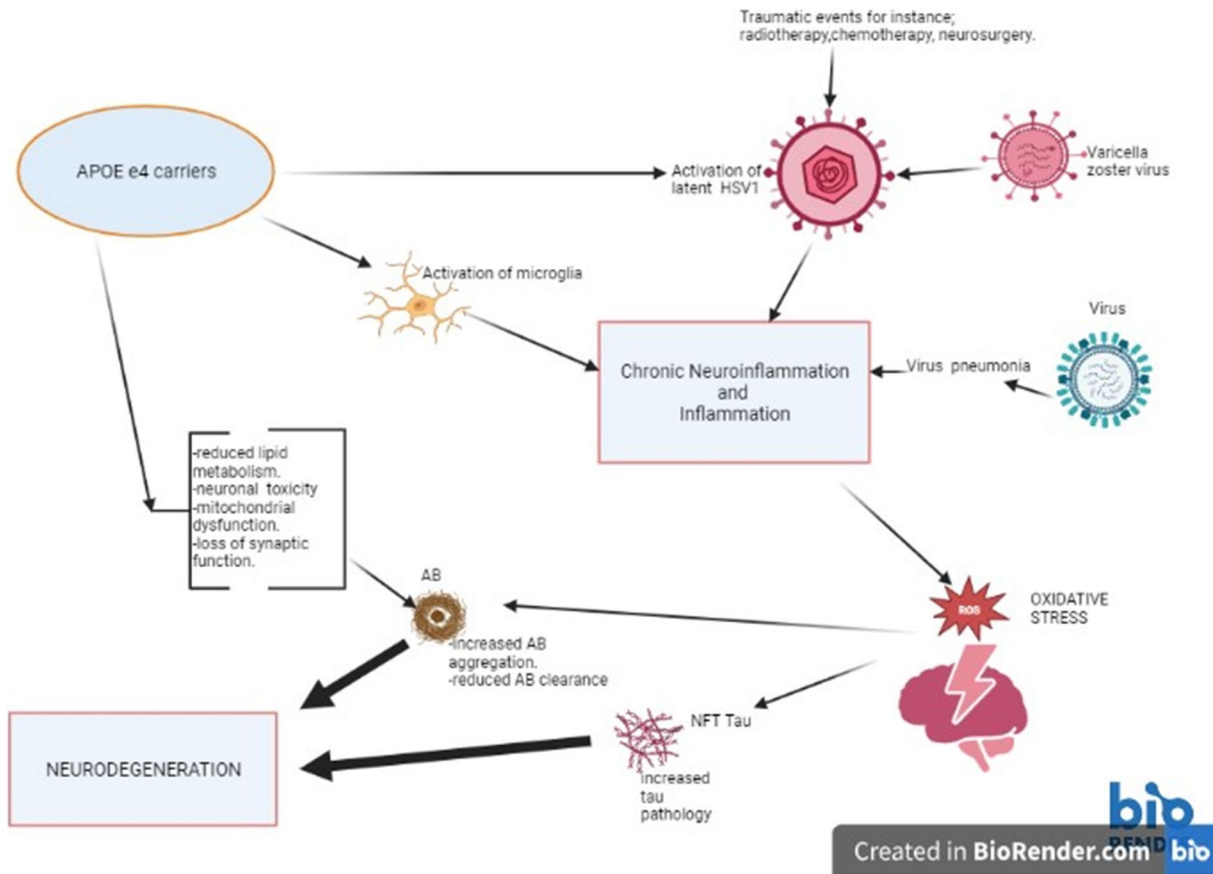 Traumatic events for instance;
radiotherapy,chemotherapy, neurosurgery.
APOE e4 carriers
Activation of
latent HSV1
Varicella
zoster virus
Activation of microglia
Virus
Chronic Neuroinflammation
and
Inflammation
Virus pneumonia
-reduced lipid
metabolism.
-neuronal toxicity
-mitochondrial
dysfunction.
-loss of synaptic
function.
AB
-increased AB
aggregation.
-reduced AB clearance
ROS
OXIDATIVE
STRESS
NFT Tau
increased
tau
pathology
NEURODEGENERATION
bio
Created in BioRender.com bio